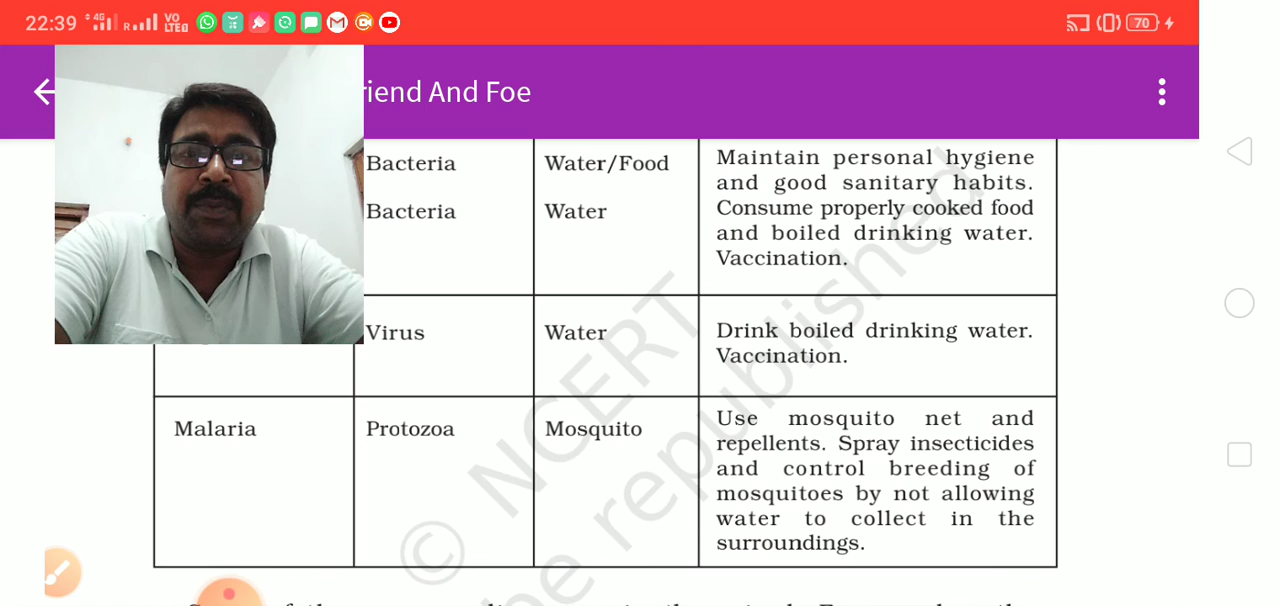 22:39 4G R VO LTE 70
riend And Foe
Bacteria Water/Food Maintain personal hygiene
and good sanitary habits.
Bacteria Water Consume properly cooked food
and boiled drinking water.
Vaccination.
Virus Water Drink boiled drinking water.
Vaccination.
Malaria Protozoa Mosquito Use mosquito net and
repellents. Spray insecticides
and control breeding of
mosquitoes by not allowing
water to collect in the
surroundings.
© NCERT
be republished